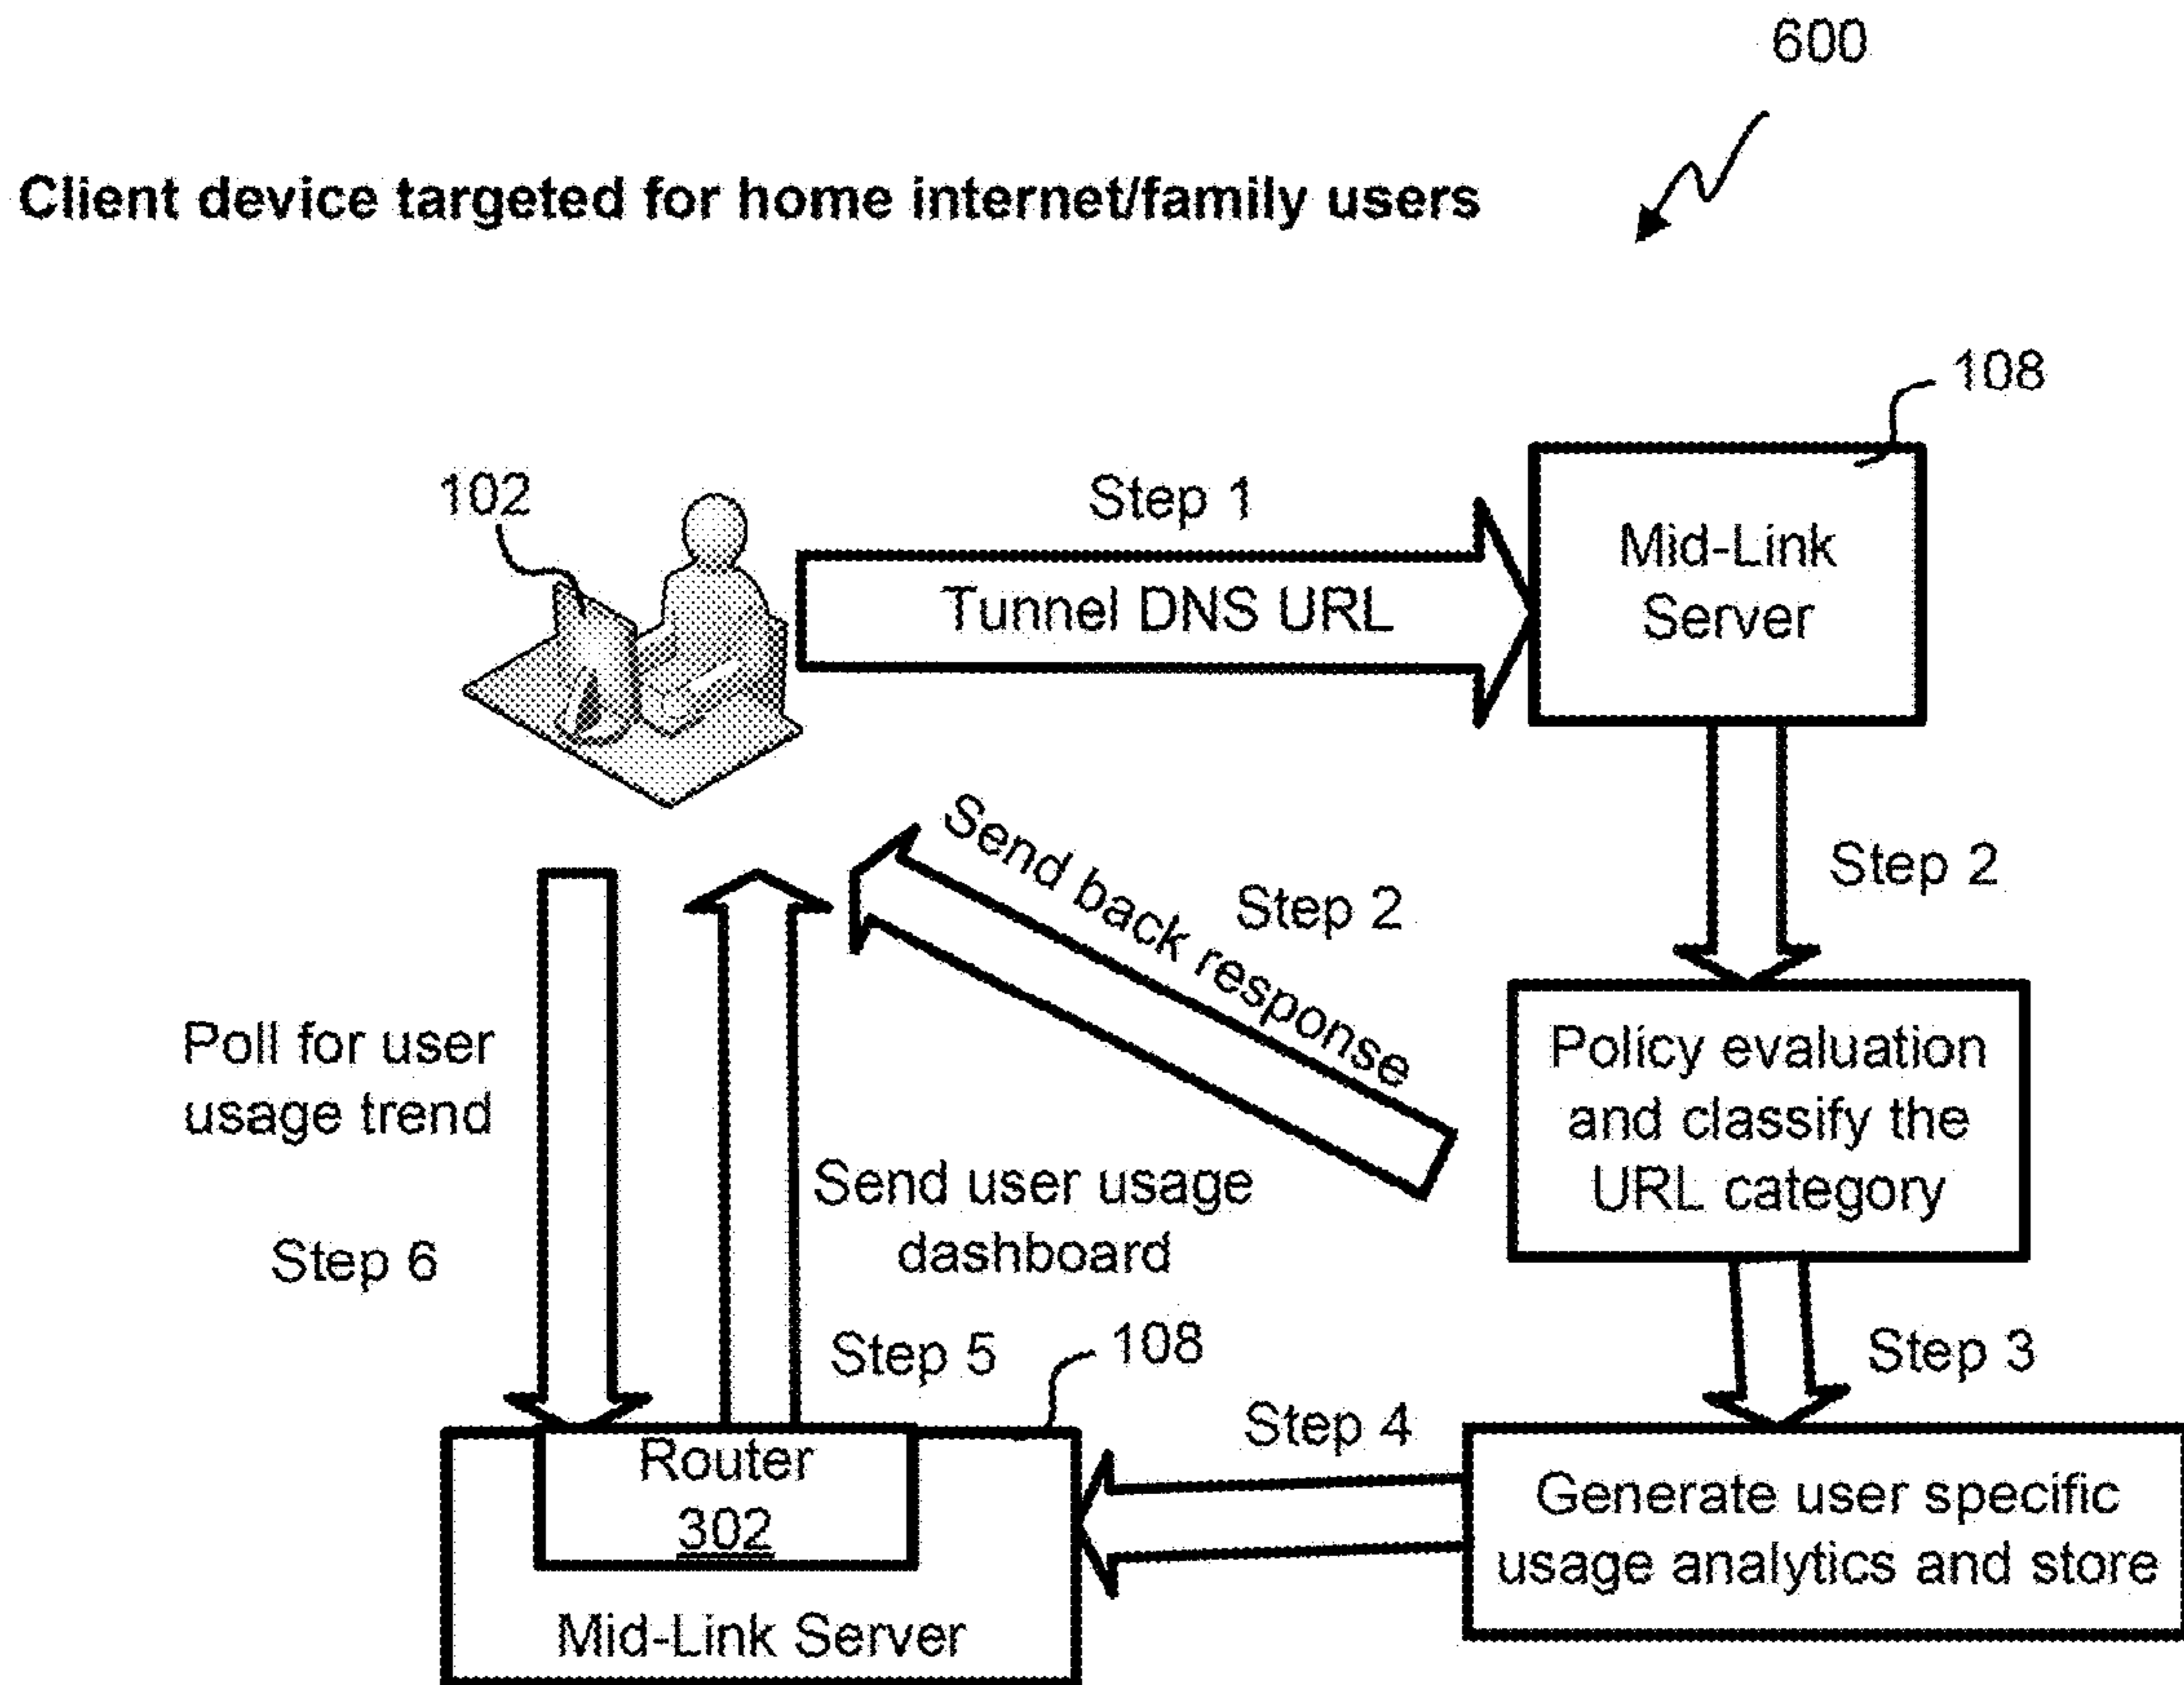 600
Client device targeted for home internet/family users
108
102
Step 1
Mid-Link
Server
Tunnel DNS URL
Step 2
Send back response
Step 2
Policy evaluation
and classify the
URL category
Poll for user
usage trend
Send user usage
dashboard
Step 6
Step 5
108
Step 3
Step 4
Router
302
Mid-Link Server
Generate user specific
usage analytics and store